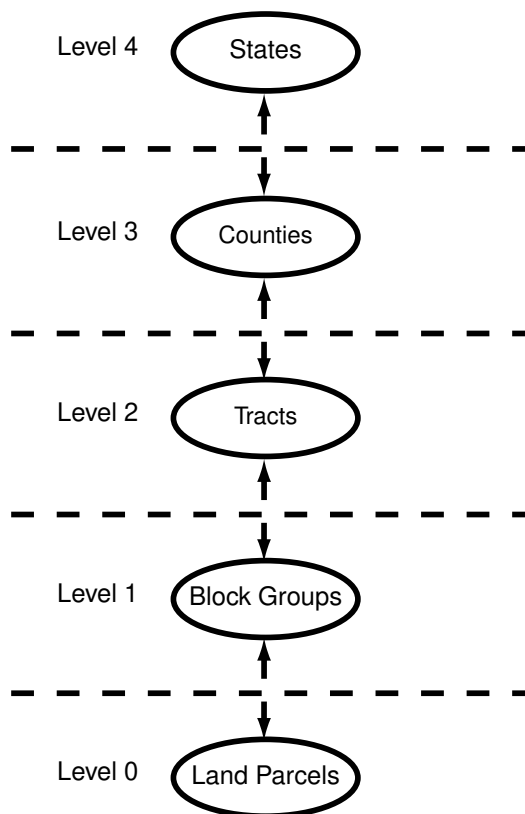 Level 4
States
Level 3
Counties
Level 2
Tracts
Level 1
Block Groups
Level 0
Land Parcels